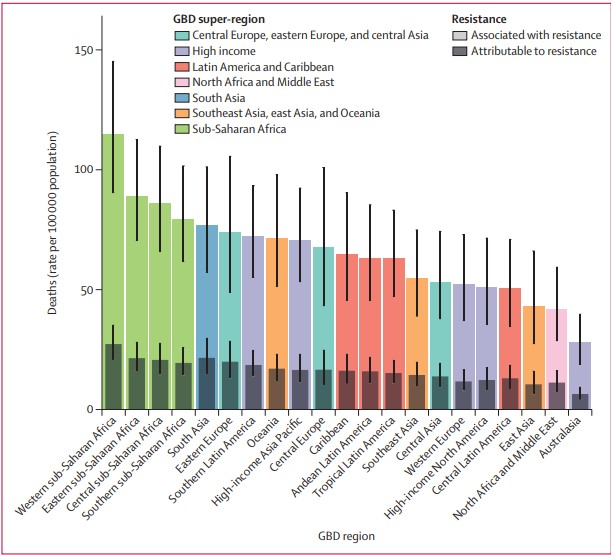 GBD super-region
Central Europe, eastern Europe, and central Asia
High income
Latin America and Caribbean
North Africa and Middle East
South Asia
Southeast Asia, east Asia, and Oceania
Sub-Saharan Africa
Resistance
Associated with resistance
Attributable to resistance
Deaths (rate per 100 000 population)
150
100
50
0
Western sub-Saharan Africa
Eastern sub-Saharan Africa
Central sub-Saharan Africa
Southern sub-Saharan Africa
South Asia
Eastern Europe
Southern Latin America
Oceania
High-income Asia Pacific
Central Europe
Caribbean
Andean Latin America
Tropical Latin America
Southeast Asia
Central Asia
Western Europe
High-income North America
Central Latin America
East Asia
North Africa and Middle East
Australasia
GBD region